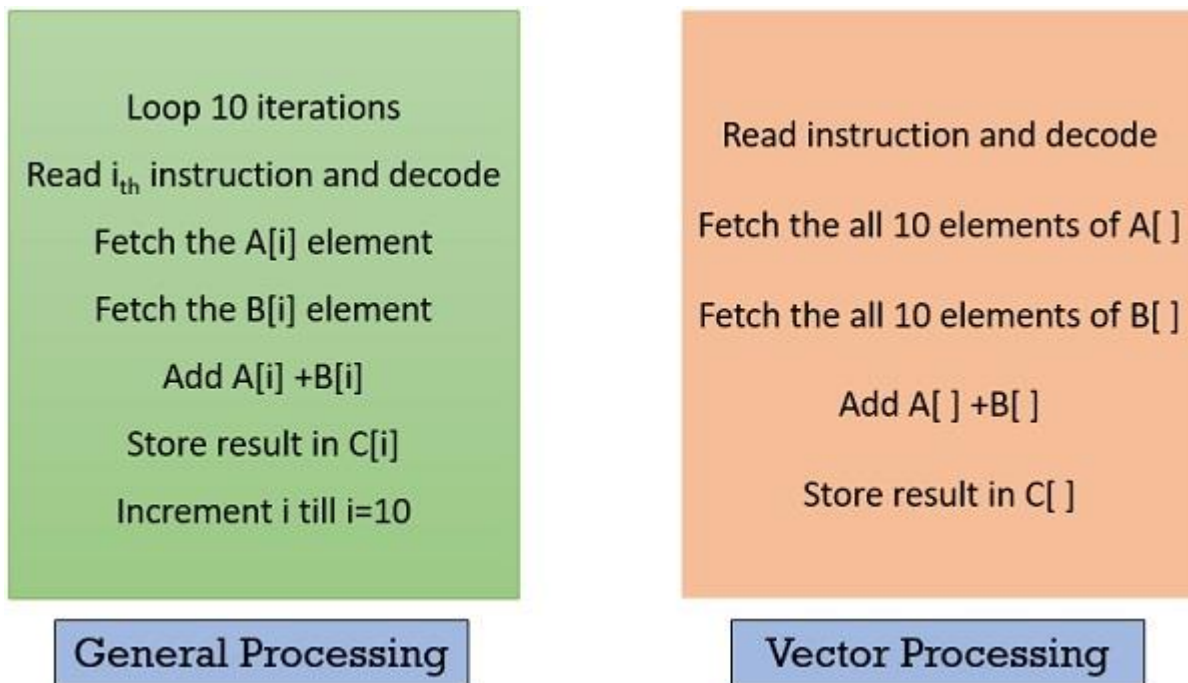 Loop 10 iterations
Read ith instruction and decode
Fetch the A[i] element
Fetch the B[i] element
Add A[i] +B[i]
Store result in C[i]
Increment i till i=10
General Processing
Read instruction and decode
Fetch the all 10 elements of A[ ]
Fetch the all 10 elements of B[ ]
Add A[ ] +B[ ]
Store result in C[ ]
Vector Processing